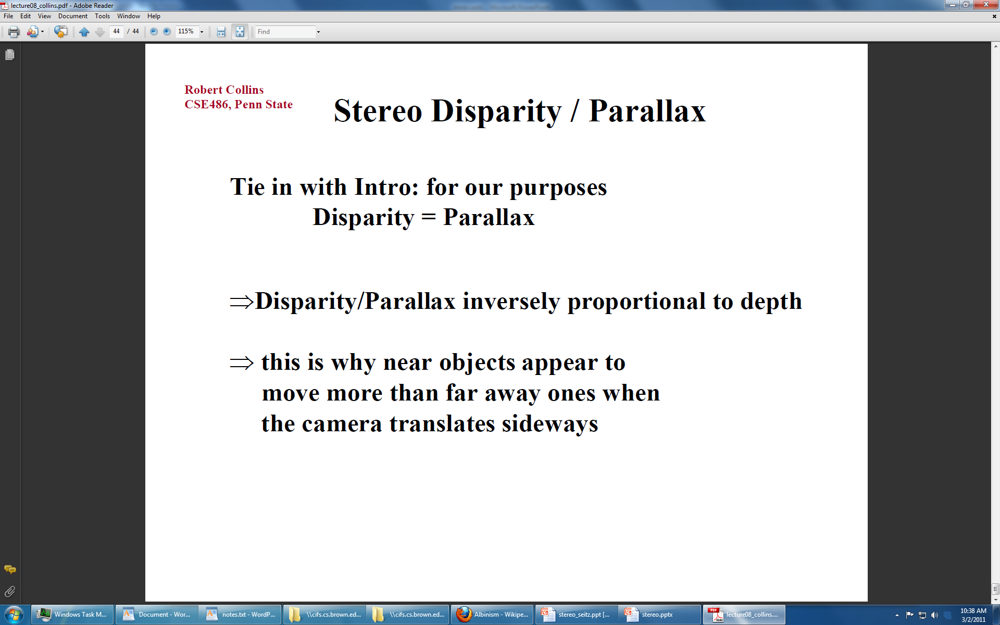 lecture08_collins.pdf - Adobe Reader
File Edit View Document Tools Window Help
44 / 44 115% Find
Robert Collins
CSE486, Penn State
Stereo Disparity / Parallax
Tie in with Intro: for our purposes
Disparity = Parallax
⇒Disparity/Parallax inversely proportional to depth
⇒ this is why near objects appear to
move more than far away ones when
the camera translates sideways
Windows Task M... Document - Wor... notes.txt - WordP... \\cifs.cs.brown.ed... \\cifs.cs.brown.ed... Albinism - Wikipe... stereo_seitz.ppt [... stereo.pptx lecture08_collins....
10:38 AM
3/2/2011